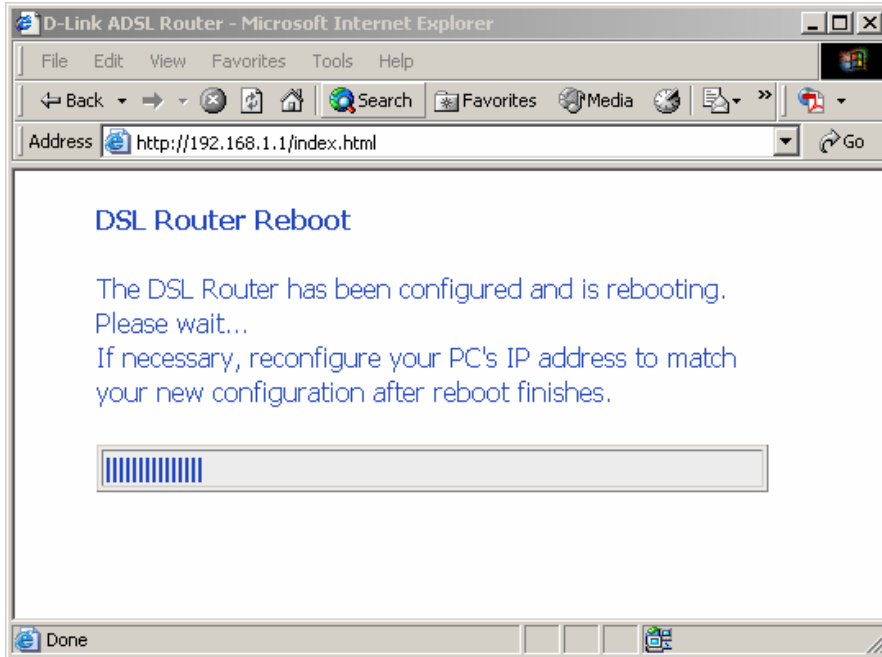 D-Link ADSL Router - Microsoft Internet Explorer
File Edit View Favorites Tools Help
Back Search Favorites Media »
Address http://192.168.1.1/index.html Go
DSL Router Reboot
The DSL Router has been configured and is rebooting.
Please wait...
If necessary, reconfigure your PC's IP address to match
your new configuration after reboot finishes.
Done